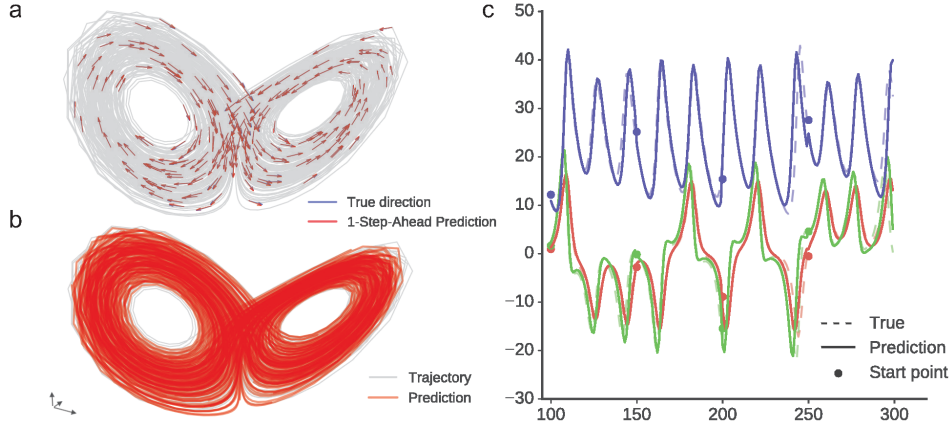 a
True direction
1-Step-Ahead Prediction
b
Trajectory
Prediction
c
50
40
30
20
10
0
−10
−20
−30
100
150
200
250
300
True
Prediction
Start point